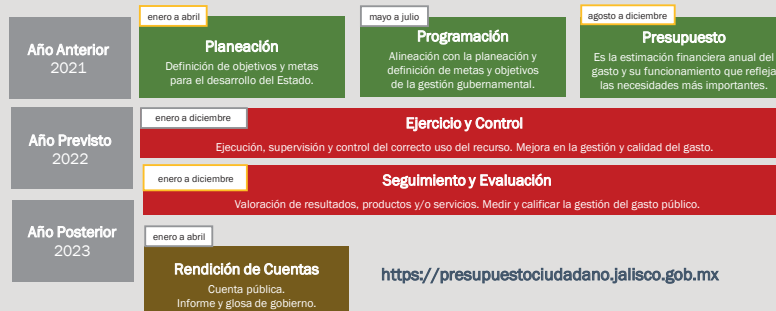 Año Anterior
2021
enero a abril
Planeación
Definición de objetivos y metas
para el desarrollo del Estado.
mayo a julio
Programación
Alineación con la planeación y
definición de metas y objetivos
de la gestión gubernamental.
agosto a diciembre
Presupuesto
Es la estimación financiera anual del
gasto y su funcionamiento que refleja
las necesidades más importantes.
Año Previsto
2022
enero a diciembre
Ejercicio y Control
Ejecución, supervisión y control del correcto uso del recurso. Mejora en la gestión y calidad del gasto.
enero a diciembre
Seguimiento y Evaluación
Valoración de resultados, productos y/o servicios. Medir y calificar la gestión del gasto público.
Año Posterior
2023
enero a abril
Rendición de Cuentas
Cuenta pública.
Informe y glosa de gobierno.
https://presupuestociudadano.jalisco.gob.mx